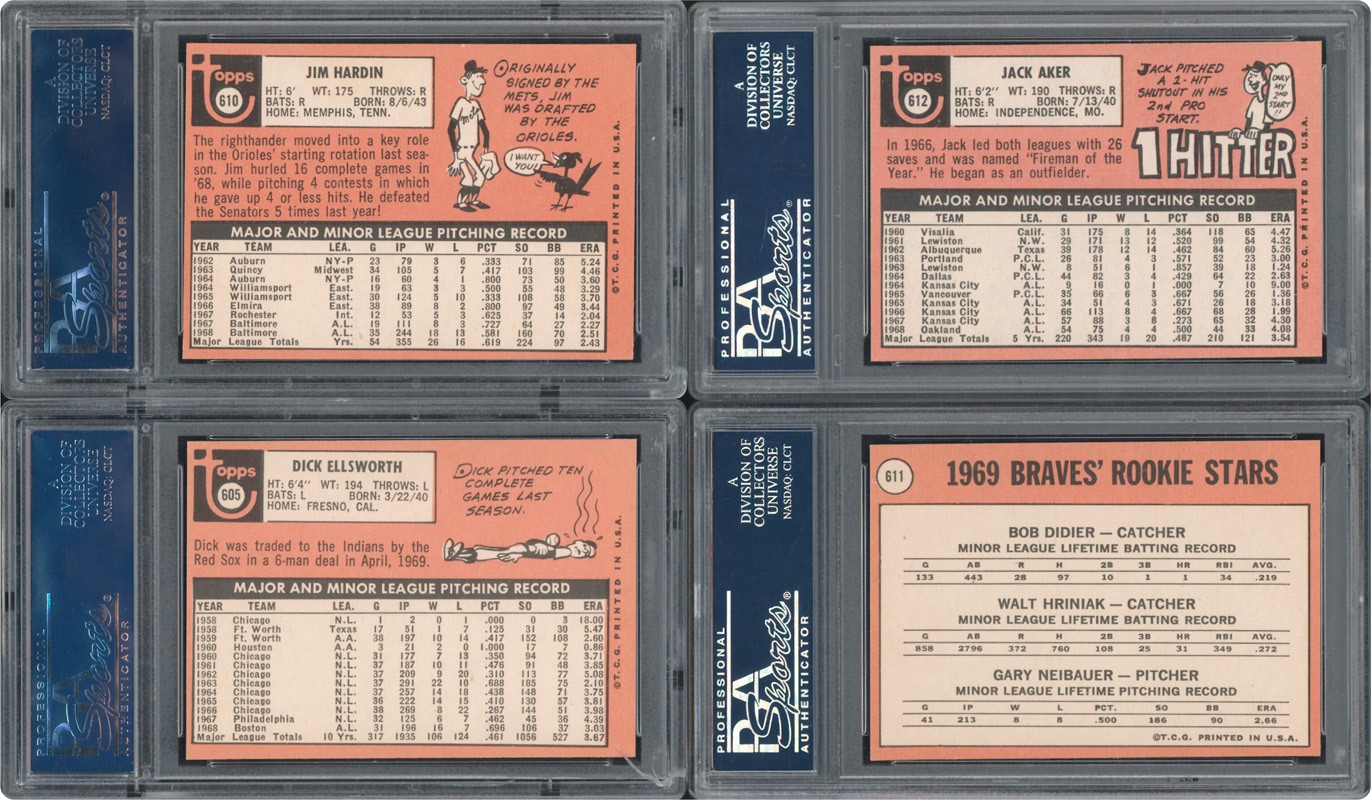 A
DIVISION OF
COLLECTORS
UNIVERSE
NASDAQ: CLCT
PROFESSIONAL
PSA
Sports®
AUTHENTICATOR
Topps
610
JIM HARDIN
HT: 6' WT: 175 THROWS: R
BATS: R BORN: 8/6/43
HOME: MEMPHIS, TENN.
The righthander moved into a key role
in the Orioles' starting rotation last sea-
son. Jim hurled 16 complete games in
'68, while pitching 4 contests in which
he gave up 4 or less hits. He defeated
the Senators 5 times last year!
ORIGINALLY
SIGNED BY THE
METS, JIM
WAS DRAFTED
BY THE
ORIOLES.
Mets
I WANT
YOU!
MAJOR AND MINOR LEAGUE PITCHING RECORD
YEAR TEAM LEA. G IP W L PCT SO BB ERA
1962 Auburn NY-P 23 79 3 6 .333 71 85 5.24
1963 Quincy Midwest 34 105 5 7 .417 103 99 4.46
1964 Auburn NY-P 16 60 4 1 .800 73 50 3.60
1964 Williamsport East. 19 63 3 3 .500 55 48 3.29
1965 Williamsport East. 30 124 5 10 .333 108 58 3.70
1966 Elmira East. 38 89 8 2 .800 97 49 3.44
1967 Rochester Int. 12 53 5 3 .625 37 14 2.04
1967 Baltimore A.L. 19 111 8 3 .727 64 27 2.27
1968 Baltimore A.L. 35 244 18 13 .581 160 70 2.51
Major League Totals Yrs. 54 355 26 16 .619 224 97 2.43
©T.C.G. PRINTED IN U.S.A.
A
DIVISION OF
COLLECTORS
UNIVERSE
NASDAQ: CLCT
PROFESSIONAL
PSA
Sports®
AUTHENTICATOR
Topps
612
JACK AKER
HT: 6'2" WT: 190 THROWS: R
BATS: R BORN: 7/13/40
HOME: INDEPENDENCE, MO.
In 1966, Jack led both leagues with 26
saves and was named "Fireman of the
Year." He began as an outfielder.
JACK PITCHED
A 1-HIT
SHUTOUT IN HIS
2nd PRO
START.
ONLY
MY
2ND
START!!
1 HITTER
MAJOR AND MINOR LEAGUE PITCHING RECORD
YEAR TEAM LEA. G IP W L PCT SO BB ERA
1960 Visalia Calif. 31 175 8 14 .364 118 65 4.47
1961 Lewiston N.W. 29 171 13 12 .520 99 54 4.32
1962 Albuquerque Texas 39 178 12 14 .462 84 60 5.26
1963 Portland P.C.L. 26 81 4 3 .571 52 23 3.00
1963 Lewiston N.W. 8 51 6 1 .857 39 18 1.24
1964 Dallas P.C.L. 44 82 3 4 .429 64 22 2.63
1964 Kansas City A.L. 9 16 0 1 .000 7 10 9.00
1965 Vancouver P.C.L. 35 66 6 3 .667 56 26 1.36
1965 Kansas City A.L. 34 51 4 3 .571 26 18 3.18
1966 Kansas City A.L. 66 113 8 4 .667 68 28 1.99
1967 Kansas City A.L. 57 88 3 8 .273 65 32 4.30
1968 Oakland A.L. 54 75 4 4 .500 44 33 4.08
Major League Totals 5 Yrs. 220 343 19 20 .487 210 121 3.54
©T.C.G. PRINTED IN U.S.A.
A
DIVISION OF
COLLECTORS
UNIVERSE
NASDAQ: CLCT
PROFESSIONAL
PSA
Sports
AUTHENTICATOR
Topps
605
DICK ELLSWORTH
HT: 6'4" WT: 194 THROWS: L
BATS: L BORN: 3/22/40
HOME: FRESNO, CAL.
Dick was traded to the Indians by the
Red Sox in a 6-man deal in April, 1969.
DICK PITCHED TEN
COMPLETE
GAMES LAST
SEASON.
MAJOR AND MINOR LEAGUE PITCHING RECORD
YEAR TEAM LEA. G IP W L PCT SO BB ERA
1958 Chicago N.L. 1 2 0 1 .000 0 3 18.00
1958 Ft. Worth Texas 17 51 1 7 .125 31 30 5.47
1959 Ft. Worth A.A. 38 197 10 14 .417 152 108 2.60
1960 Houston A.A. 3 21 2 0 1.000 17 7 0.86
1960 Chicago N.L. 31 177 7 13 .350 94 72 3.71
1961 Chicago N.L. 37 187 10 11 .476 91 48 3.85
1962 Chicago N.L. 37 209 9 20 .310 113 77 5.08
1963 Chicago N.L. 37 291 22 10 .688 185 75 2.10
1964 Chicago N.L. 37 257 14 18 .438 148 71 3.75
1965 Chicago N.L. 36 222 14 15 .410 130 57 3.81
1966 Chicago N.L. 38 269 8 22 .267 144 51 3.98
1967 Philadelphia N.L. 32 125 6 7 .462 45 36 4.39
1968 Boston A.L. 31 196 16 7 .696 106 37 3.03
Major League Totals 10 Yrs. 317 1935 106 124 .461 1056 527 3.67
©T.C.G. PRINTED IN U.S.A.
A
DIVISION OF
COLLECTORS
UNIVERSE
NASDAQ: CLCT
PROFESSIONAL
PSA
Sports®
AUTHENTICATOR
611
1969 BRAVES' ROOKIE STARS
BOB DIDIER — CATCHER
MINOR LEAGUE LIFETIME BATTING RECORD
G AB R H 2B 3B HR RBI AVG.
133 443 28 97 10 1 1 34 .219
WALT HRINIAK — CATCHER
MINOR LEAGUE LIFETIME BATTING RECORD
G AB R H 2B 3B HR RBI AVG.
858 2796 372 760 108 25 31 349 .272
GARY NEIBAUER — PITCHER
MINOR LEAGUE LIFETIME PITCHING RECORD
G IP W L PCT. SO BB ERA
41 213 8 8 .500 186 90 2.66
©T.C.G. PRINTED IN U.S.A.